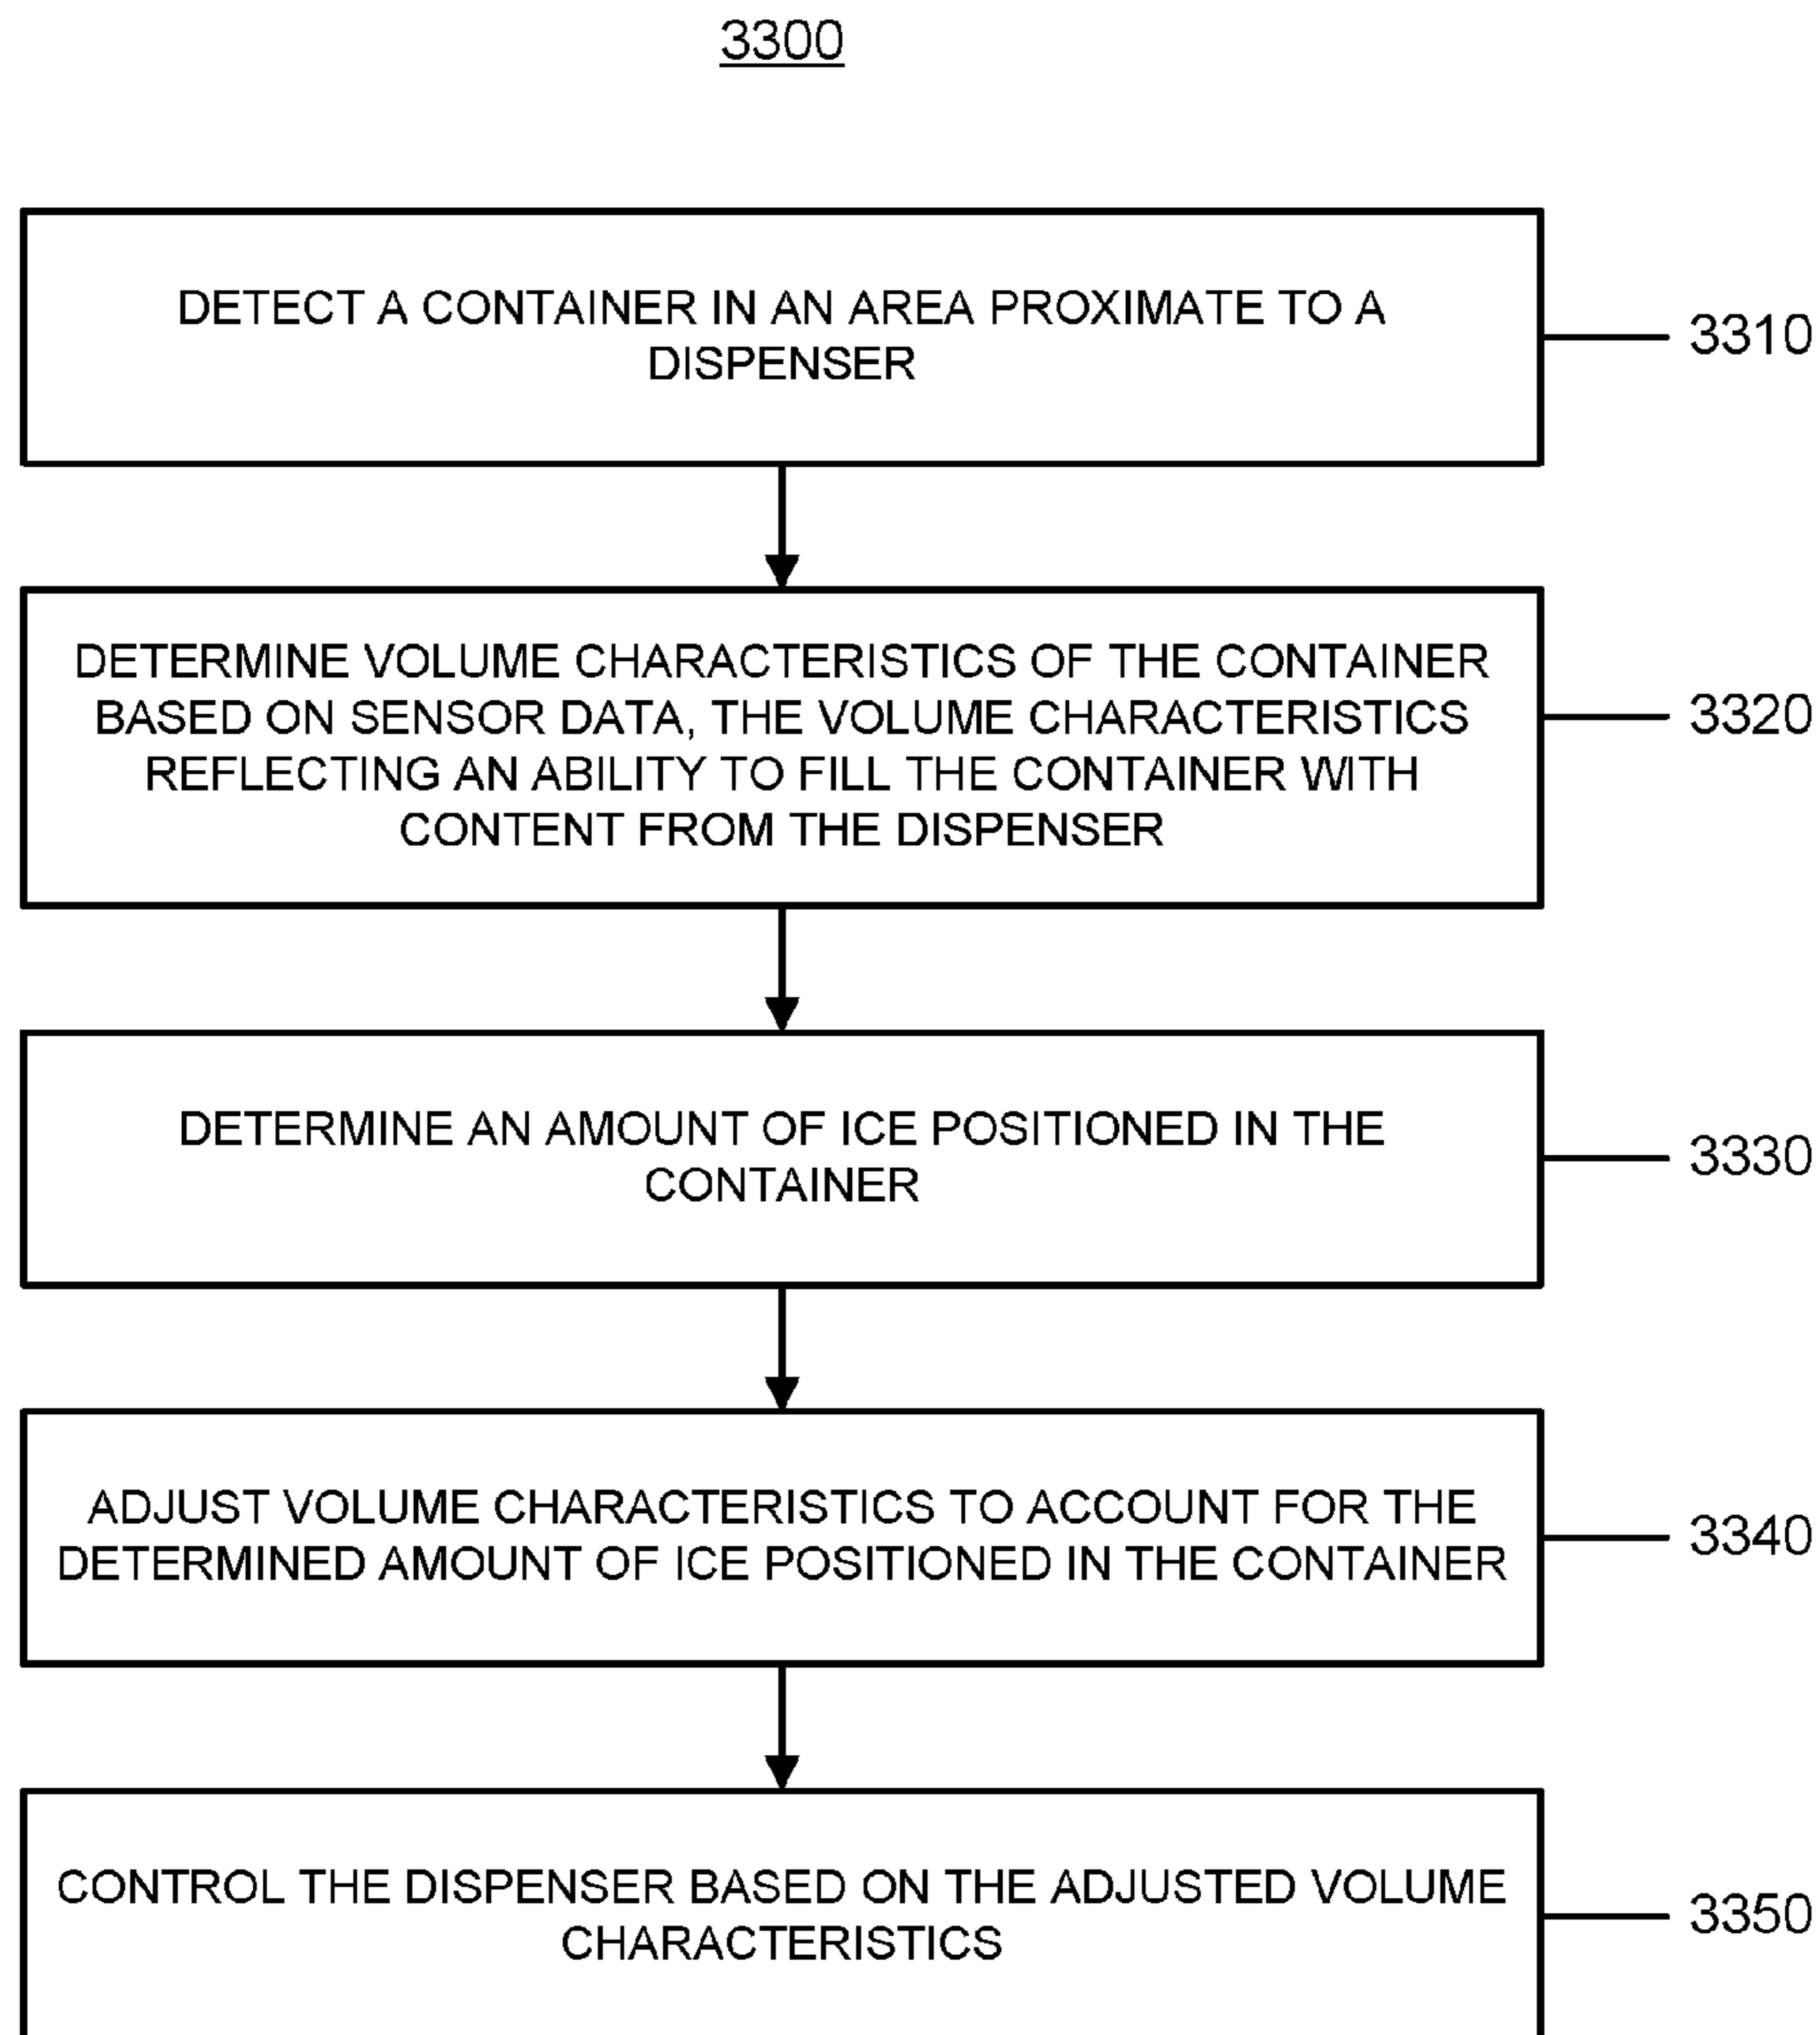 3300
DETECT A CONTAINER IN AN AREA PROXIMATE TO A
DISPENSER
3310
DETERMINE VOLUME CHARACTERISTICS OF THE CONTAINER
BASED ON SENSOR DATA, THE VOLUME CHARACTERISTICS
REFLECTING AN ABILITY TO FILL THE CONTAINER WITH
CONTENT FROM THE DISPENSER
3320
DETERMINE AN AMOUNT OF ICE POSITIONED IN THE
CONTAINER
3330
ADJUST VOLUME CHARACTERISTICS TO ACCOUNT FOR THE
DETERMINED AMOUNT OF ICE POSITIONED IN THE CONTAINER
3340
CONTROL THE DISPENSER BASED ON THE ADJUSTED VOLUME
CHARACTERISTICS
3350